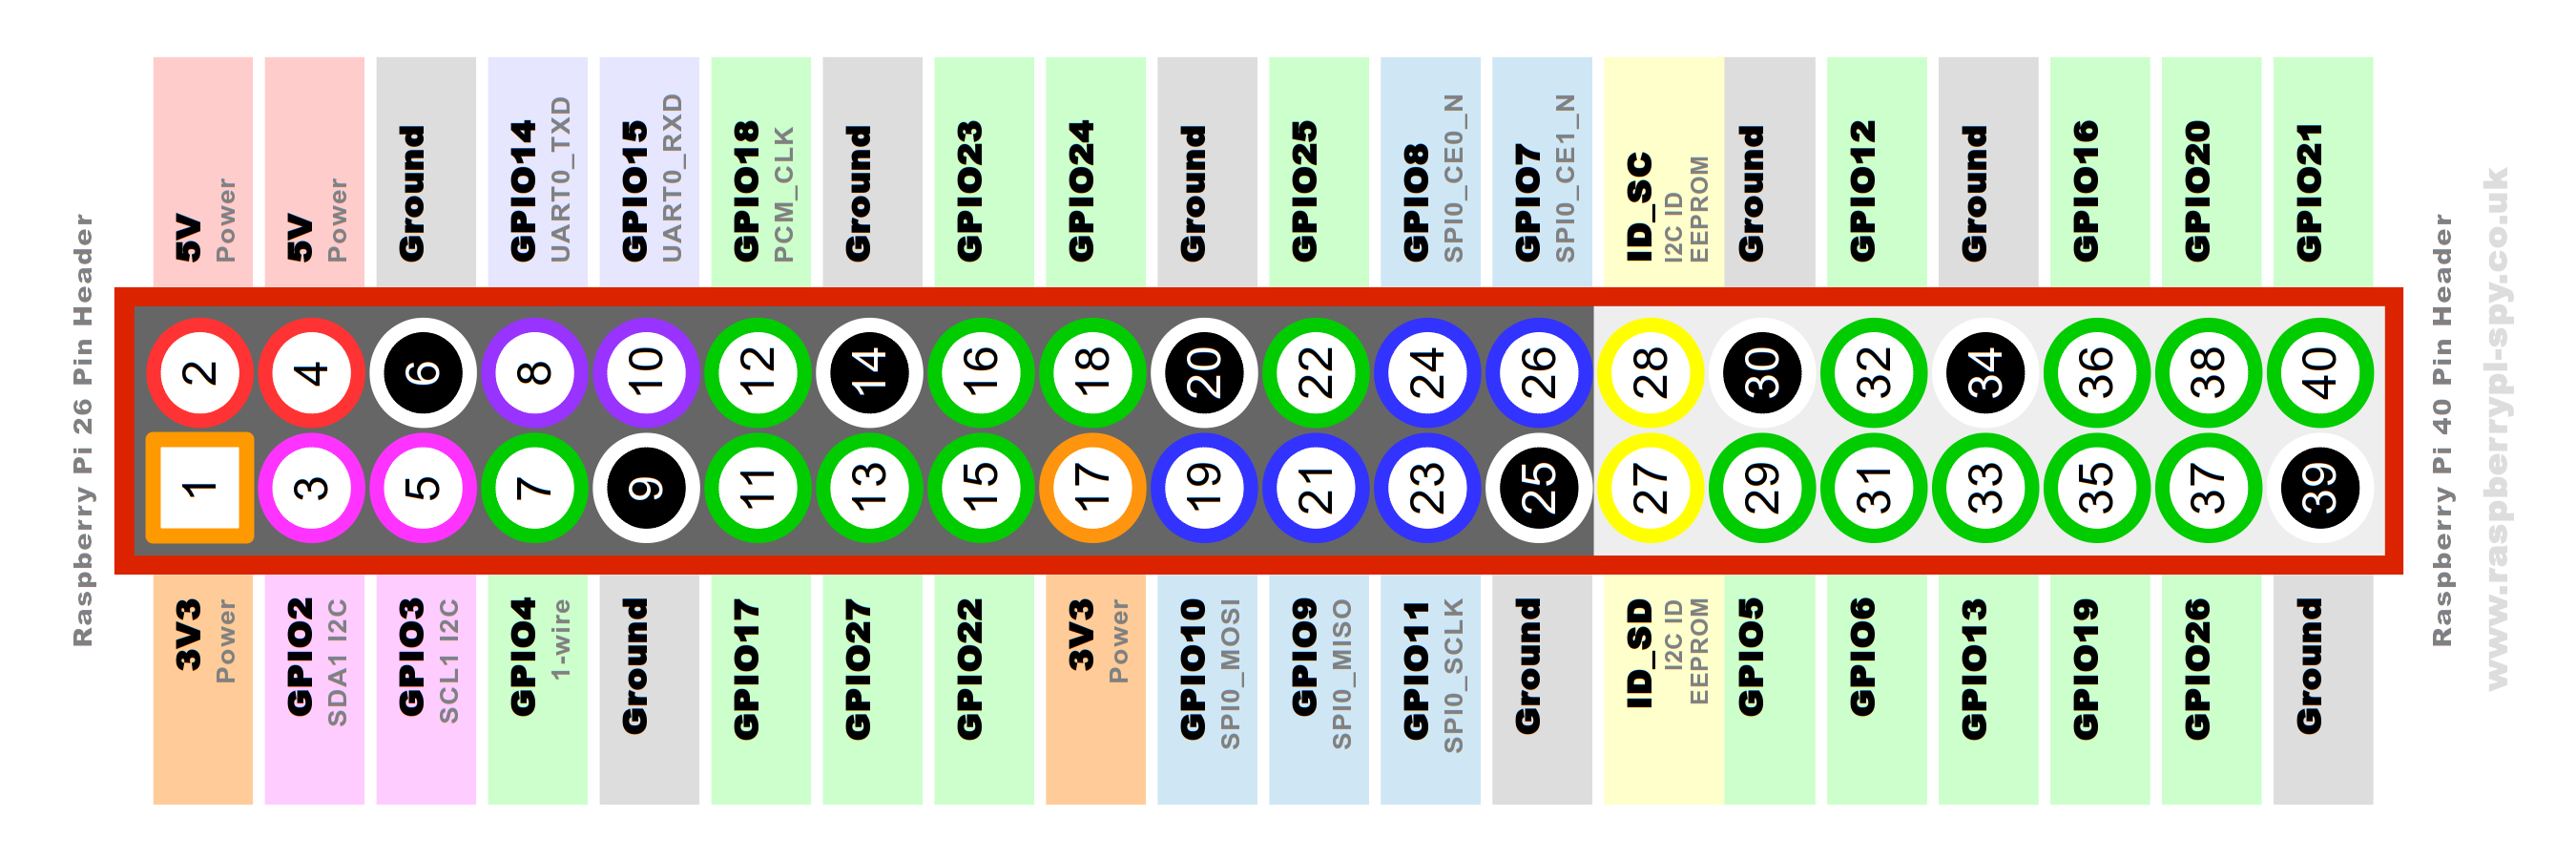 Raspberry Pi 26 Pin Header
5V
Power
5V
Power
Ground
GPIO14
UART0_TXD
GPIO15
UART0_RXD
GPIO18
PCM_CLK
Ground
GPIO23
GPIO24
Ground
GPIO25
GPIO8
SPI0_CE0_N
GPIO7
SPI0_CE1_N
ID_SC
I2C ID
EEPROM
Ground
GPIO12
Ground
GPIO16
GPIO20
GPIO21
2 4 6 8 10 12 14 16 18 20 22 24 26 28 30 32 34 36 38 40
1 3 5 7 9 11 13 15 17 19 21 23 25 27 29 31 33 35 37 39
3V3
Power
GPIO2
SDA1 I2C
GPIO3
SCL1 I2C
GPIO4
1-wire
Ground
GPIO17
GPIO27
GPIO22
3V3
Power
GPIO10
SPI0_MOSI
GPIO9
SPI0_MISO
GPIO11
SPI0_SCLK
Ground
ID_SD
I2C ID
EEPROM
GPIO5
GPIO6
GPIO13
GPIO19
GPIO26
Ground
Raspberry Pi 40 Pin Header
www.raspberrypi-spy.co.uk